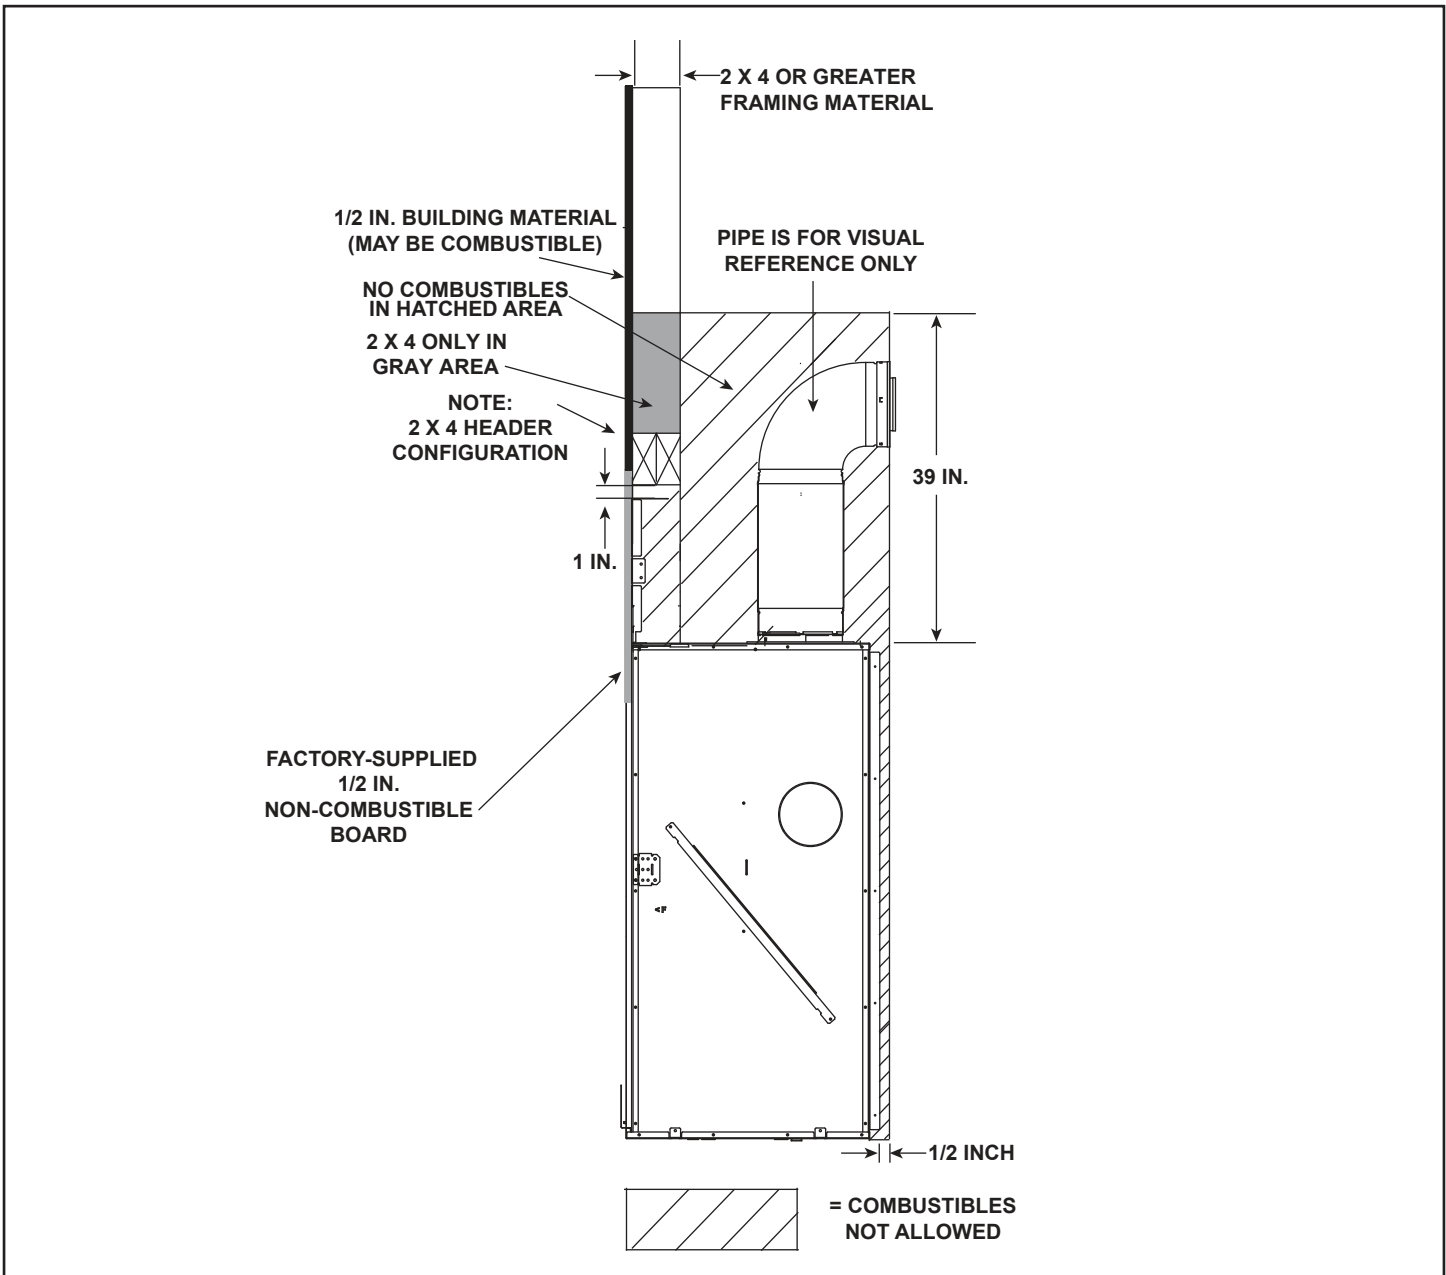 2 X 4 OR GREATER
FRAMING MATERIAL
1/2 IN. BUILDING MATERIAL
(MAY BE COMBUSTIBLE)
PIPE IS FOR VISUAL
REFERENCE ONLY
NO COMBUSTIBLES
IN HATCHED AREA
2 X 4 ONLY IN
GRAY AREA
NOTE:
2 X 4 HEADER
CONFIGURATION
39 IN.
1 IN.
FACTORY-SUPPLIED
1/2 IN.
NON-COMBUSTIBLE
BOARD
1/2 INCH
= COMBUSTIBLES
NOT ALLOWED